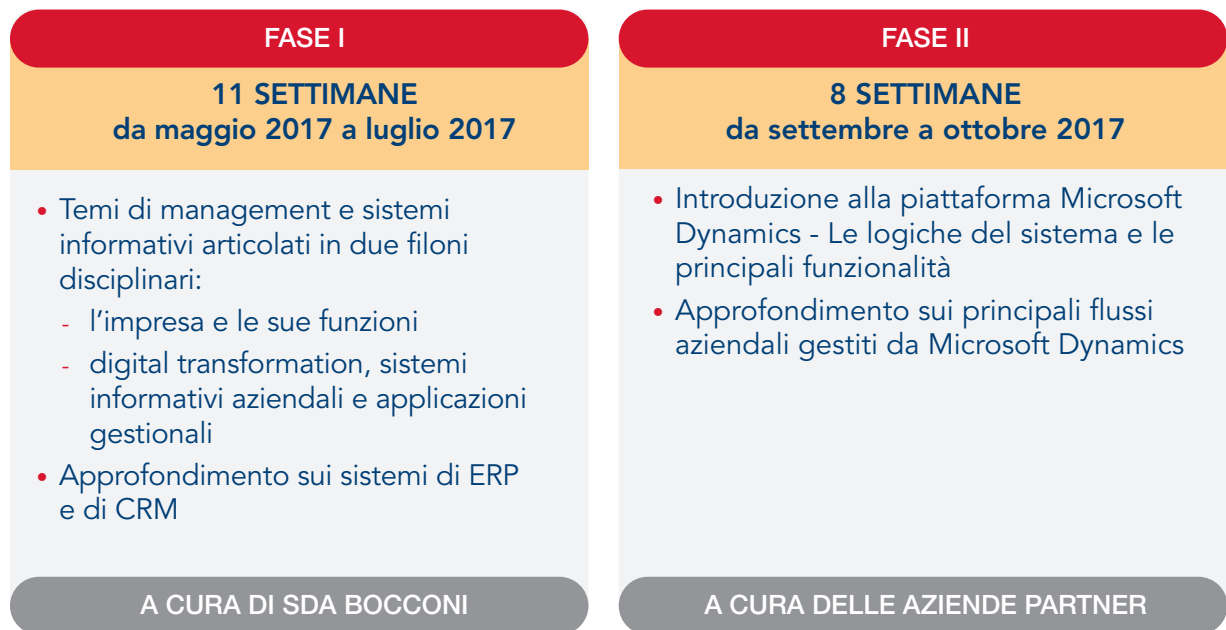 FASE I
11 SETTIMANE
da maggio 2017 a luglio 2017
• Temi di management e sistemi
informativi articolati in due filoni
disciplinari:
- l’impresa e le sue funzioni
- digital transformation, sistemi
informativi aziendali e applicazioni
gestionali
• Approfondimento sui sistemi di ERP
e di CRM
A CURA DI SDA BOCCONI
FASE II
8 SETTIMANE
da settembre a ottobre 2017
• Introduzione alla piattaforma Microsoft
Dynamics - Le logiche del sistema e le
principali funzionalità
• Approfondimento sui principali flussi
aziendali gestiti da Microsoft Dynamics
A CURA DELLE AZIENDE PARTNER